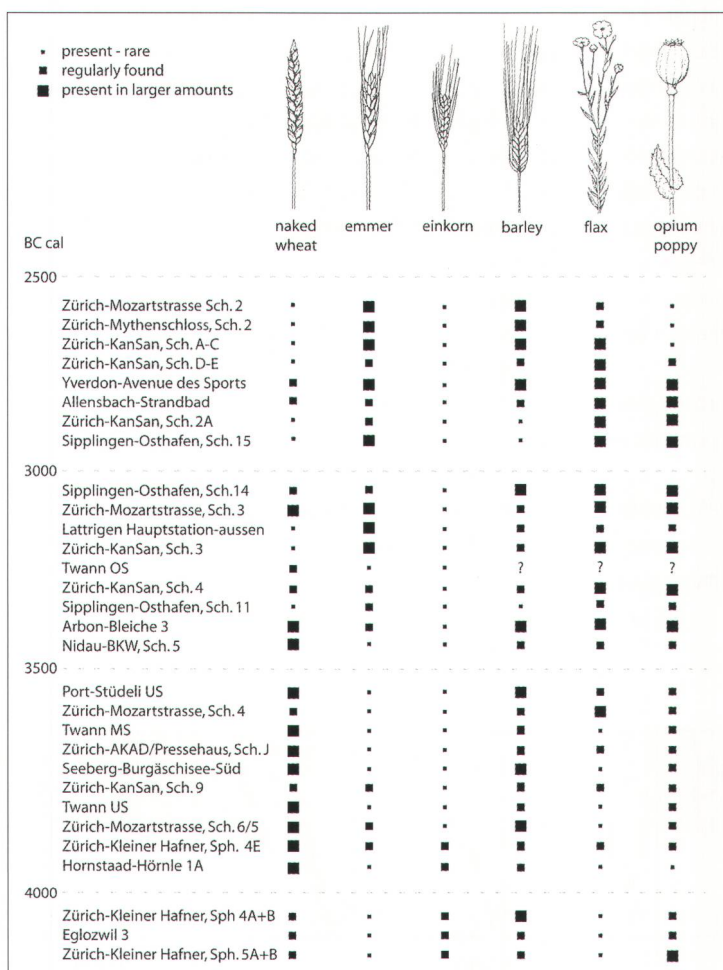 present - rare
regularly found
present in larger amounts
naked wheat emmer einkorn barley flax opium poppy
BC cal
2500
Zürich-Mozartstrasse Sch. 2
Zürich-Mythenschloss, Sch. 2
Zürich-KanSan, Sch. A-C
Zürich-KanSan, Sch. D-E
Yverdon-Avenue des Sports
Allensbach-Strandbad
Zürich-KanSan, Sch. 2A
Sipplingen-Osthafen, Sch. 15
3000
Sipplingen-Osthafen, Sch.14
Zürich-Mozartstrasse, Sch. 3
Lattrigen Hauptstation-aussen
Zürich-KanSan, Sch. 3
Twann OS ? ? ?
Zürich-KanSan, Sch. 4
Sipplingen-Osthafen, Sch. 11
Arbon-Bleiche 3
Nidau-BKW, Sch. 5
3500
Port-Stüdeli US
Zürich-Mozartstrasse, Sch. 4
Twann MS
Zürich-AKAD/Pressehaus, Sch. J
Seeberg-Burgäschisee-Süd
Zürich-KanSan, Sch. 9
Twann US
Zürich-Mozartstrasse, Sch. 6/5
Zürich-Kleiner Hafner, Sph. 4E
Hornstaad-Hörnle 1A
4000
Zürich-Kleiner Hafner, Sph 4A+B
Eglozwil 3
Zürich-Kleiner Hafner, Sph. 5A+B